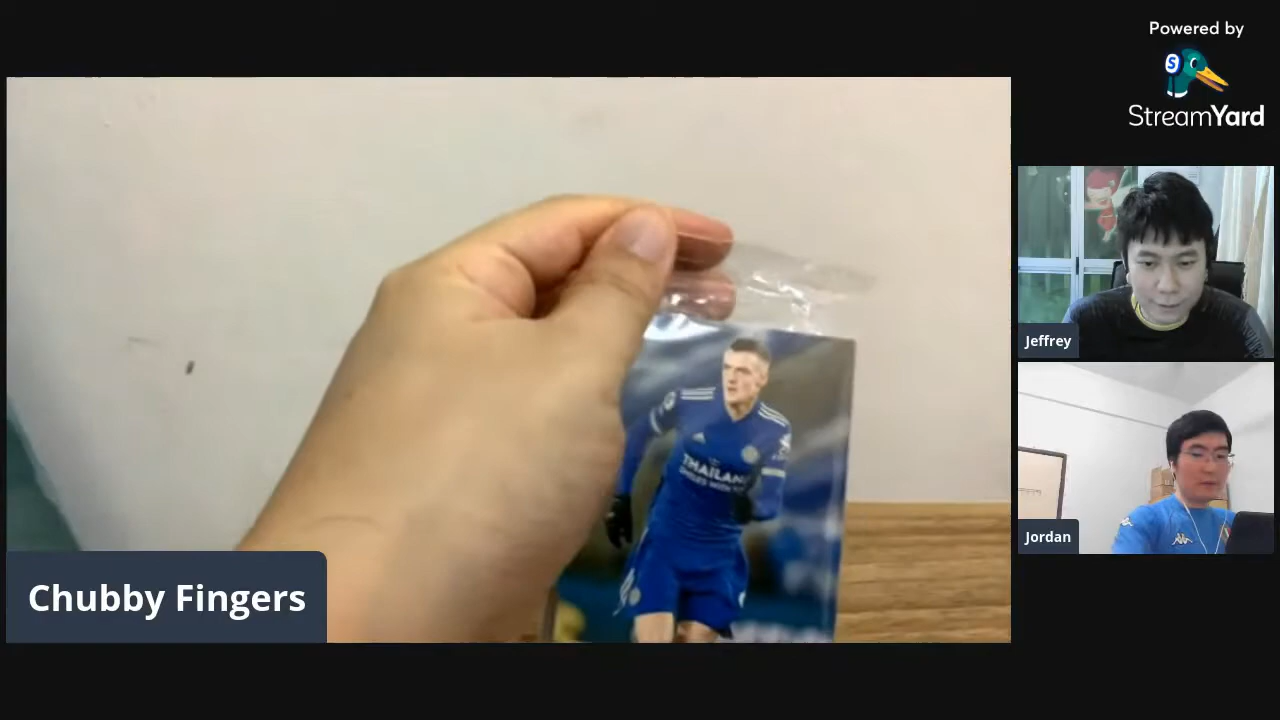 Powered by
StreamYard
Jeffrey
THAILAND
Jordan
Chubby Fingers